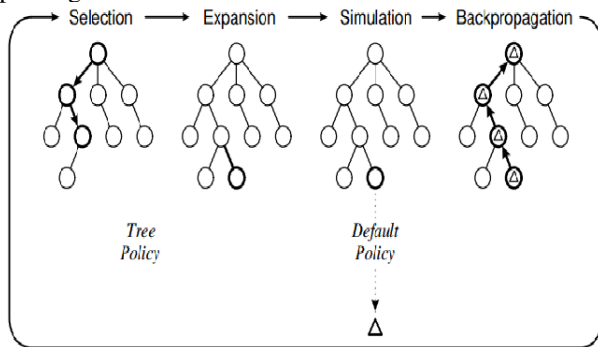 Selection Expansion Simulation Backpropagation
Tree Default
Policy Policy
Δ
Δ Δ
Δ
Δ